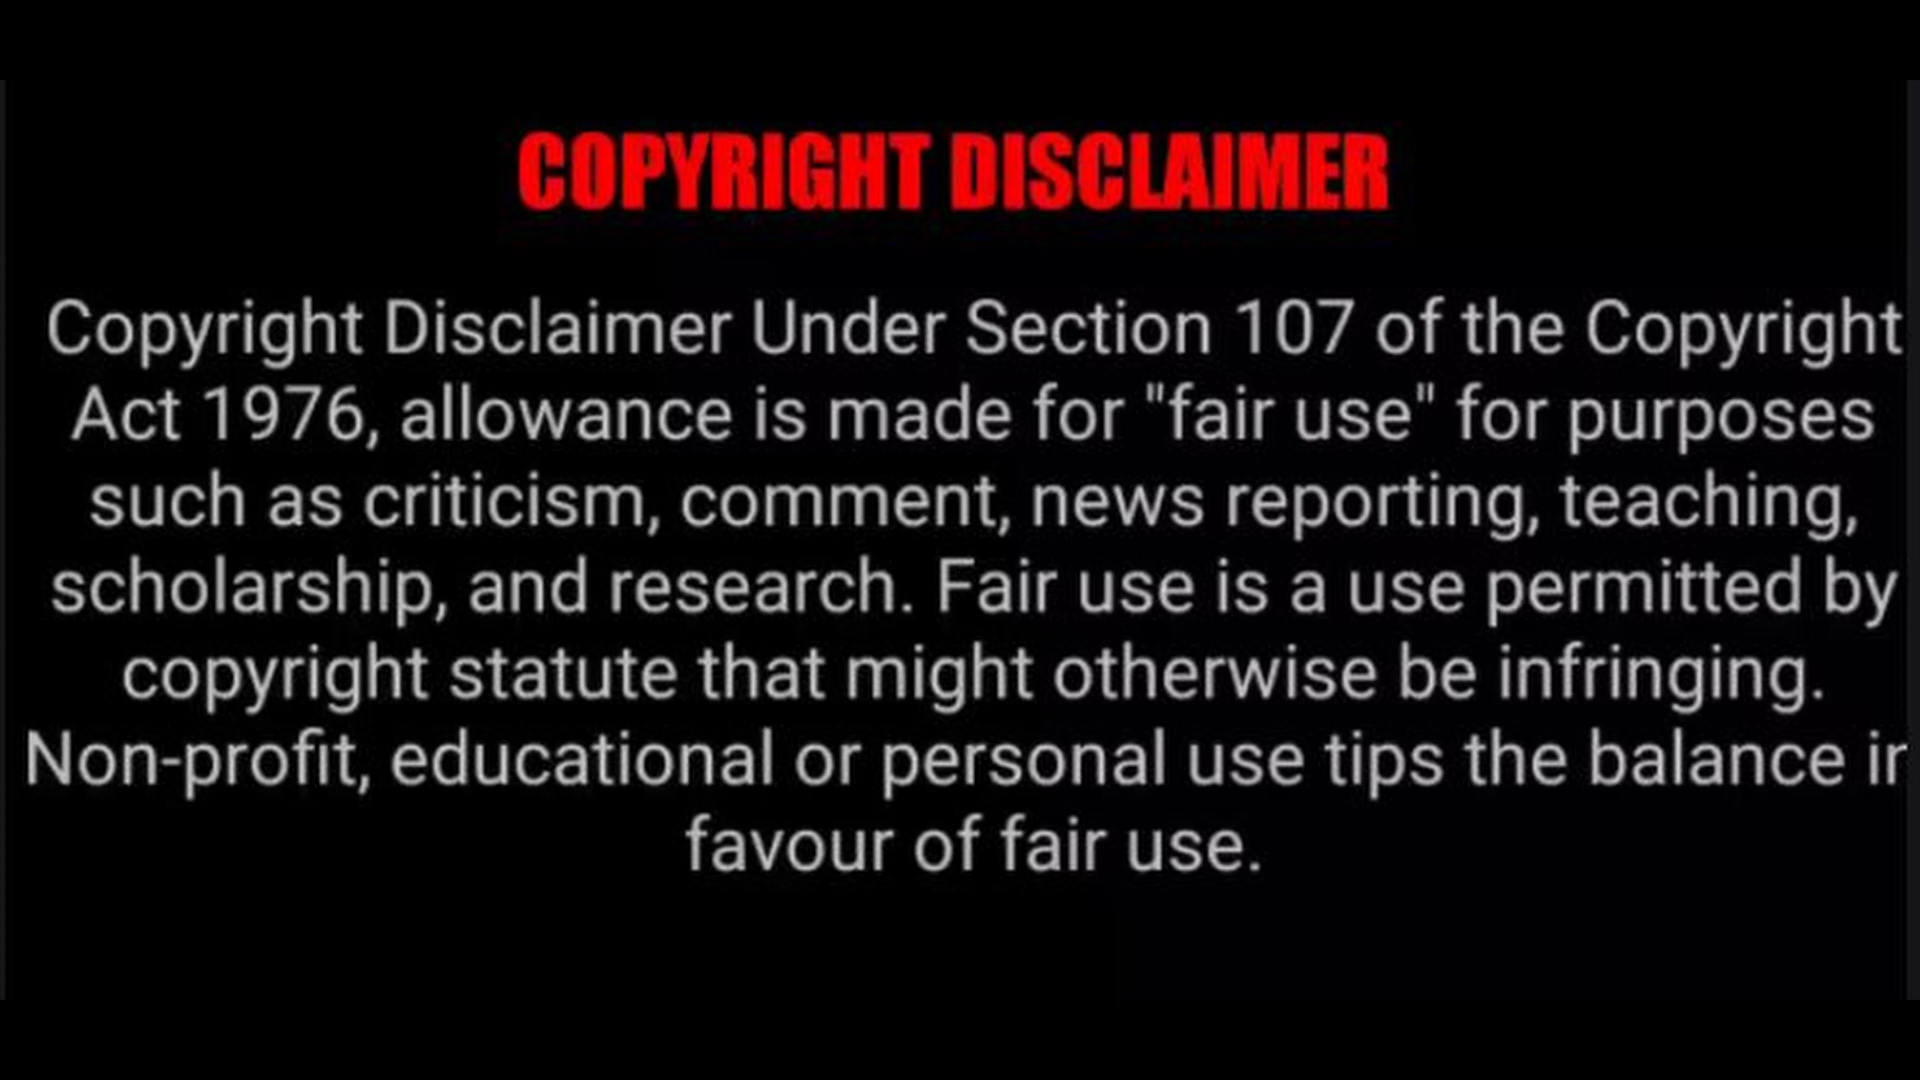 COPYRIGHT DISCLAIMER
Copyright Disclaimer Under Section 107 of the Copyright
Act 1976, allowance is made for "fair use" for purposes
such as criticism, comment, news reporting, teaching,
scholarship, and research. Fair use is a use permitted by
copyright statute that might otherwise be infringing.
Non-profit, educational or personal use tips the balance in
favour of fair use.